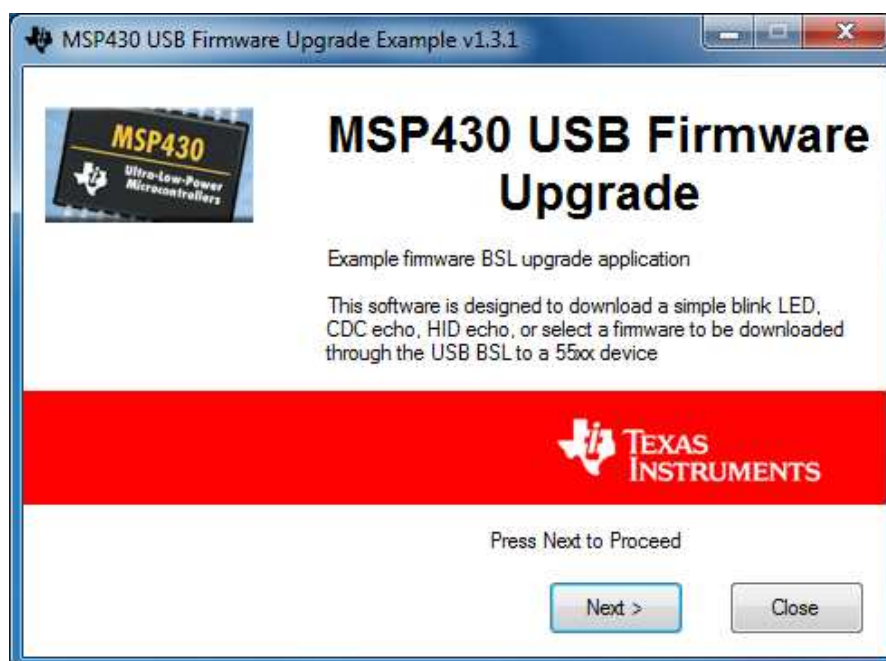 MSP430 USB Firmware Upgrade Example v1.3.1
MSP430
Ultra-Low-Power
Microcontrollers
MSP430 USB Firmware
Upgrade
Example firmware BSL upgrade application
This software is designed to download a simple blink LED,
CDC echo, HID echo, or select a firmware to be downloaded
through the USB BSL to a 55xx device
TEXAS
INSTRUMENTS
Press Next to Proceed
Next >
Close